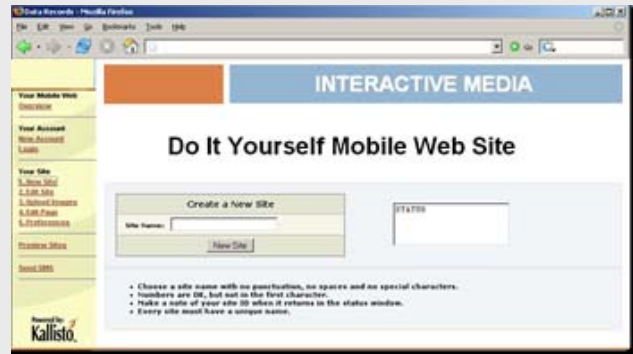 Data Records - Mozilla Firefox
File Edit View Go Bookmarks Tools Help
INTERACTIVE MEDIA
Your Mobile Web
Overview
Your Account
New Account
Login
Your Site
1. New Site
2. Edit Site
3. Upload Images
4. Edit Page
5. Preferences
Preview Sites
Send SMS
Powered by
Kallisto
Do It Yourself Mobile Web Site
Create a New Site
Site Name:
New Site
STATUS
• Choose a site name with no punctuation, no spaces and no special characters.
• Numbers are OK, but not in the first character.
• Make a note of your site ID when it returns in the status window.
• Every site must have a unique name.